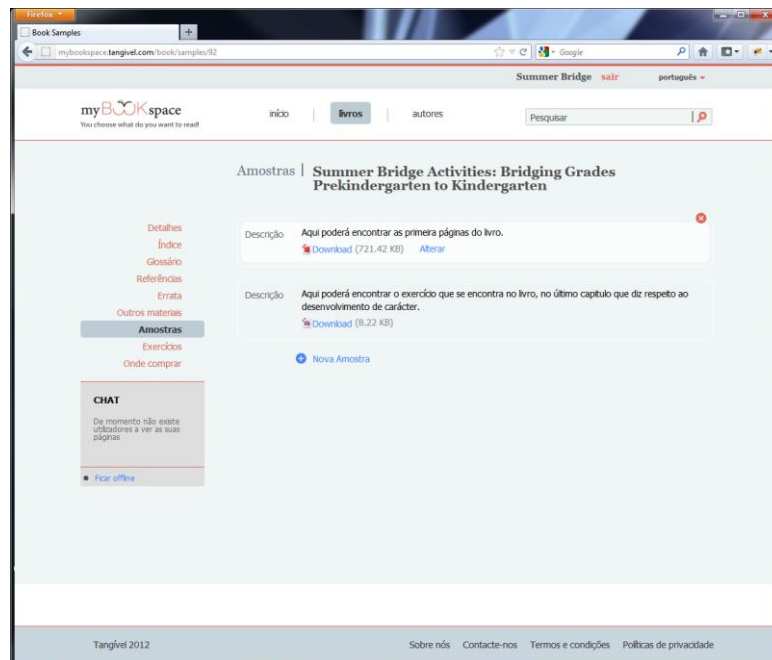 Firefox
Book Samples
mybookspace.tangivel.com/book/samples/92
Google
Summer Bridge sair português
myBOOKspace
You choose what do you want to read!
início | livros | autores
Pesquisar
Amostras | Summer Bridge Activities: Bridging Grades
Prekindergarten to Kindergarten
Detalhes
Índice
Glossário
Referências
Errata
Outros materiais
Amostras
Exercícios
Onde comprar
Descrição Aqui poderá encontrar as primeira páginas do livro.
Download (721.42 KB) Alterar
Descrição Aqui poderá encontrar o exercício que se encontra no livro, no último capitulo que diz respeito ao
desenvolvimento de carácter.
Download (8.22 KB)
Nova Amostra
CHAT
De momento não existe
utilizadores a ver as suas
páginas
Ficar offline
Tangível 2012 Sobre nós Contacte-nos Termos e condições Políticas de privacidade